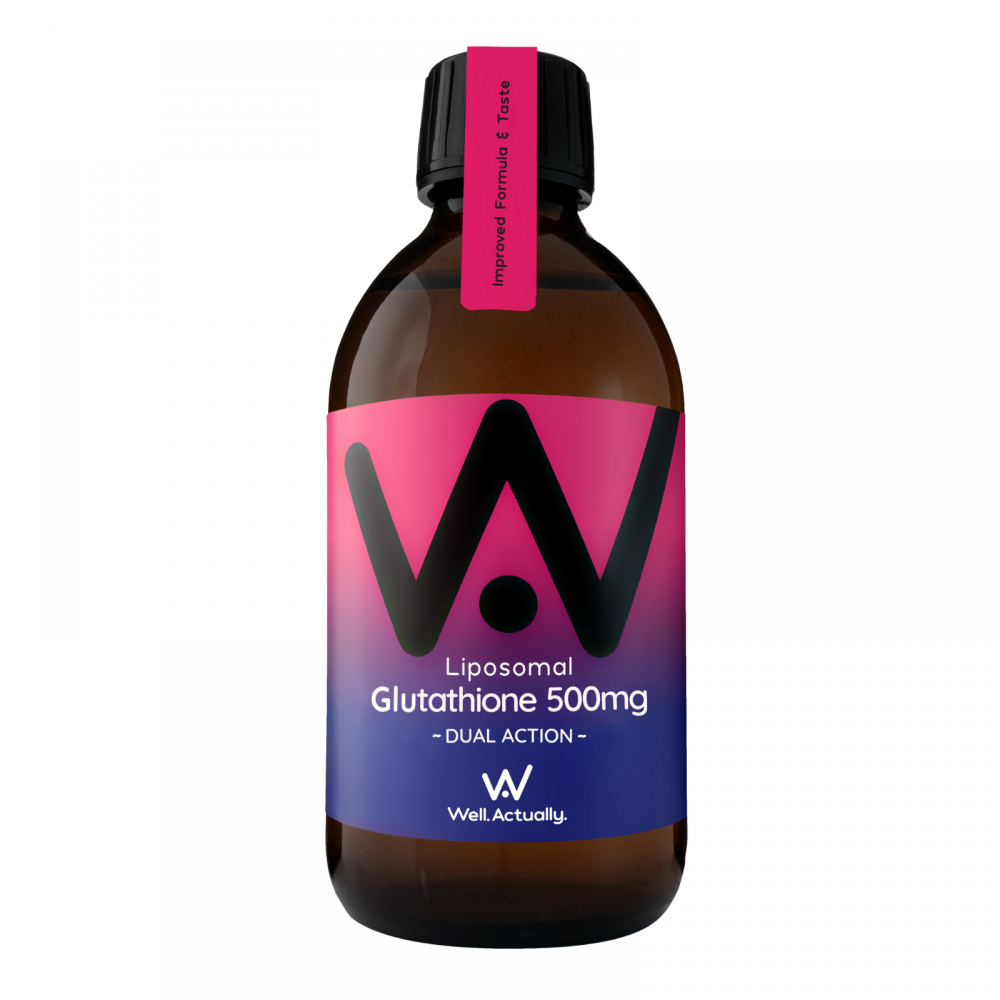 Improved Formula & Taste
Liposomal
Glutathione 500mg
~DUAL ACTION~
W
Well.Actually.